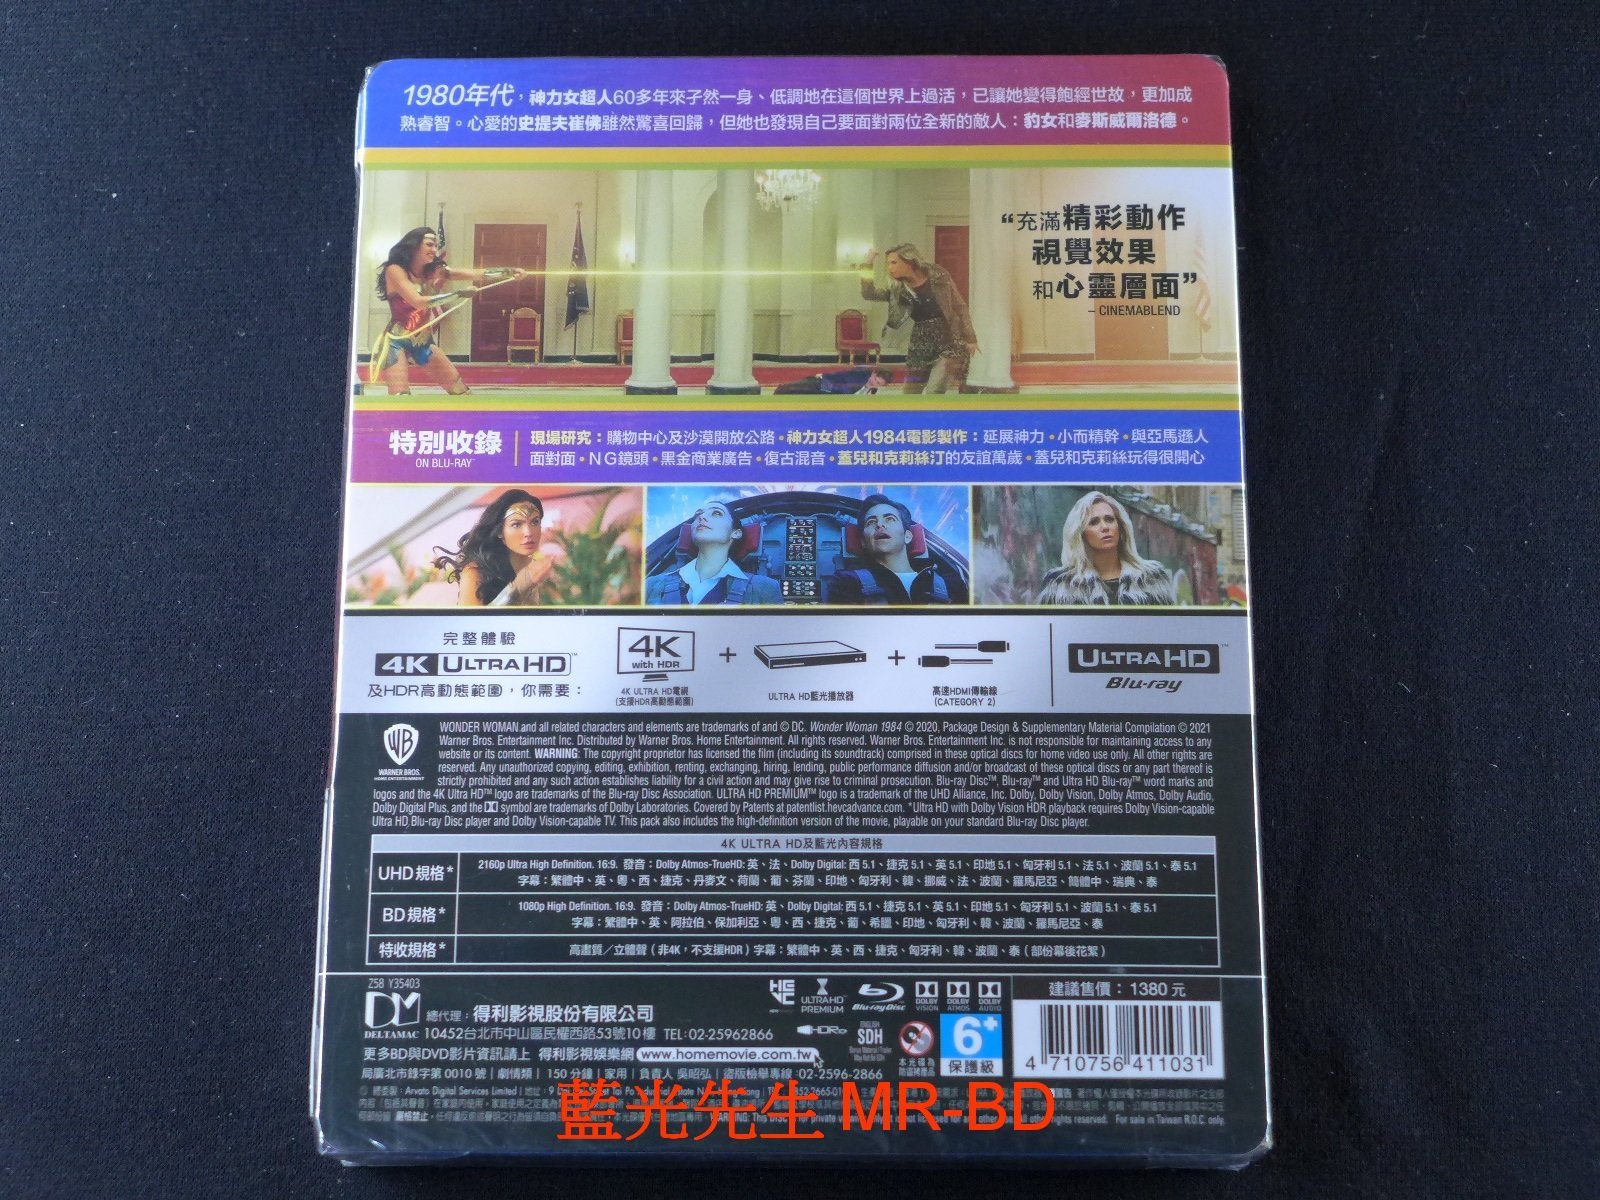 1980年代，神力女超人60多年來孑然一身、低調地在這個世界上過活，已讓她變得飽經世故，更加成
熟睿智。心愛的史提夫崔佛雖然驚喜回歸，但她也發現自己要面對兩位全新的敵人：豹女和麥斯威爾洛德。
“充滿精彩動作
視覺效果
和心靈層面”
– CINEMABLEND
特別收錄
ON BLU-RAY™
現場研究：購物中心及沙漠開放公路・神力女超人1984電影製作：延展神力・小而精幹・與亞馬遜人
面對面・NG鏡頭・黑金商業廣告・復古混音・蓋兒和克莉絲汀的友誼萬歲・蓋兒和克莉絲玩得很開心
完整體驗
4K ULTRA HD™
及HDR高動態範圍，你需要：
4K
with HDR
4K ULTRA HD電視
(支援HDR高動態範圍)
+
ULTRA HD藍光播放器
+
高速HDMI傳輸線
(CATEGORY 2)
ULTRA HD™
Blu-ray
WB
WARNER BROS.
HOME ENTERTAINMENT
WONDER WOMAN and all related characters and elements are trademarks of and © DC. Wonder Woman 1984 © 2020, Package Design & Supplementary Material Compilation © 2021
Warner Bros. Entertainment Inc. Distributed by Warner Bros. Home Entertainment. All rights reserved. Warner Bros. Entertainment Inc. is not responsible for maintaining access to any
website or its content. WARNING: The copyright proprietor has licensed the film (including its soundtrack) comprised in these optical discs for home video use only. All other rights are
reserved. Any unauthorized copying, editing, exhibition, renting, exchanging, hiring, lending, public performance diffusion and/or broadcast of these optical discs or any part thereof is
strictly prohibited and any such action establishes liability for a civil action and may give rise to criminal prosecution. Blu-ray Disc™, Blu-ray™ and Ultra HD Blu-ray™ word marks and
logos and the 4K Ultra HD™ logo are trademarks of the Blu-ray Disc Association. ULTRA HD PREMIUM™ logo is a trademark of the UHD Alliance, Inc. Dolby, Dolby Vision, Dolby Atmos, Dolby Audio,
Dolby Digital Plus, and the symbol are trademarks of Dolby Laboratories. Covered by Patents at patentlist.hevcadvance.com. *Ultra HD with Dolby Vision HDR playback requires Dolby Vision-capable
Ultra HD Blu-ray Disc player and Dolby Vision-capable TV. This pack also includes the high-definition version of the movie, playable on your standard Blu-ray Disc player.
4K ULTRA HD及藍光內容規格
UHD規格*
2160p Ultra High Definition. 16:9. 發音：Dolby Atmos-TrueHD: 英、法、Dolby Digital: 西 5.1、捷克 5.1、英 5.1、印地 5.1、匈牙利 5.1、法 5.1、波蘭 5.1、泰 5.1
字幕：繁體中、英、粵、西、捷克、丹麥文、荷蘭、葡、芬蘭、印地、匈牙利、韓、挪威、法、波蘭、羅馬尼亞、簡體中、瑞典、泰
BD規格*
1080p High Definition. 16:9. 發音：Dolby Atmos-TrueHD: 英、Dolby Digital: 西 5.1、捷克 5.1、英 5.1、印地 5.1、匈牙利 5.1、波蘭 5.1、泰 5.1
字幕：繁體中、英、阿拉伯、保加利亞、粵、西、捷克、葡、希臘、印地、匈牙利、韓、波蘭、羅馬尼亞、泰
特收規格*
高畫質／立體聲（非4K，不支援HDR）字幕：繁體中、英、西、捷克、匈牙利、韓、波蘭、泰（部份幕後花絮）
Z58 Y35403
DELTAMAC
總代理：得利影視股份有限公司
10452台北市中山區民權西路53號10樓 TEL:02-25962866
更多BD與DVD影片資訊請上 得利影視娛樂網 www.homemovie.com.tw
局廣北市錄字第0010號 | 劇情類 | 150分鐘 | 家用 | 負責人 吳昭弘 | 盜版檢舉專線:02-2596-2866
HEVC
ULTRA HD
PREMIUM
Blu-ray Disc
DOLBY
VISION
DOLBY
ATMOS
DOLBY
AUDIO
HDR
ENGLISH
SDH
本光碟為
防盜拷產品
6+
保護級
建議售價： 1380 元
4 710756 411031
For sale in Taiwan R.O.C. only.
藍光先生 MR-BD